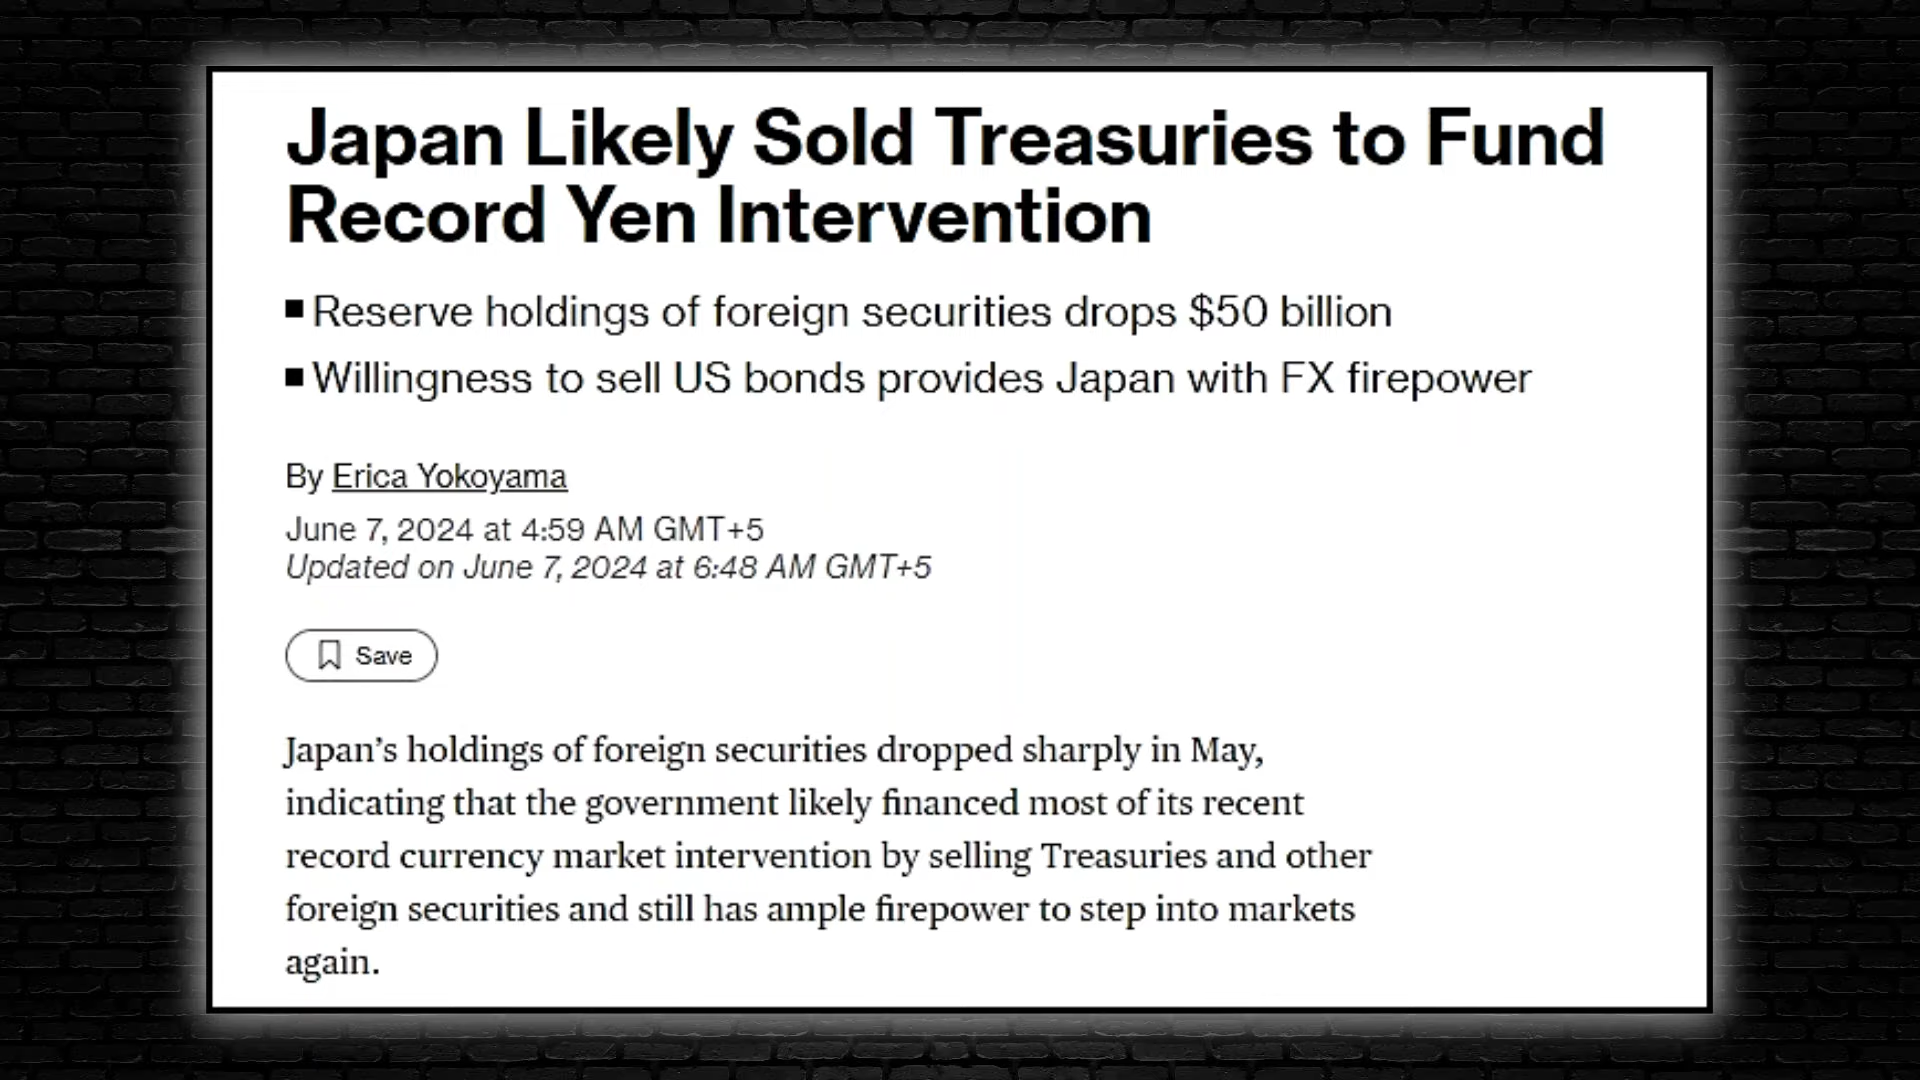 Japan Likely Sold Treasuries to Fund
Record Yen Intervention
■ Reserve holdings of foreign securities drops $50 billion
■ Willingness to sell US bonds provides Japan with FX firepower
By Erica Yokoyama
June 7, 2024 at 4:59 AM GMT+5
Updated on June 7, 2024 at 6:48 AM GMT+5
Save
Japan’s holdings of foreign securities dropped sharply in May,
indicating that the government likely financed most of its recent
record currency market intervention by selling Treasuries and other
foreign securities and still has ample firepower to step into markets
again.